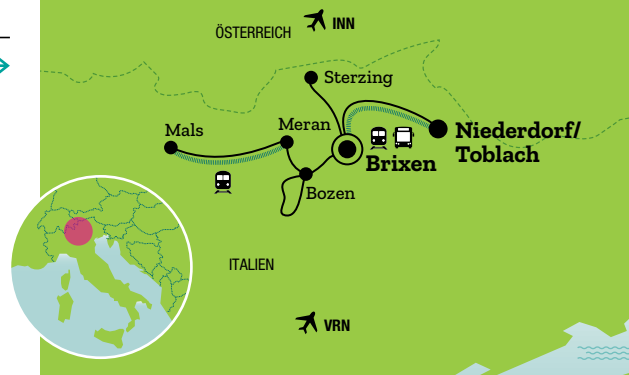 ÖSTERREICH
INN
Sterzing
Mals
Meran
Niederdorf/
Toblach
Brixen
Bozen
ITALIEN
VRN